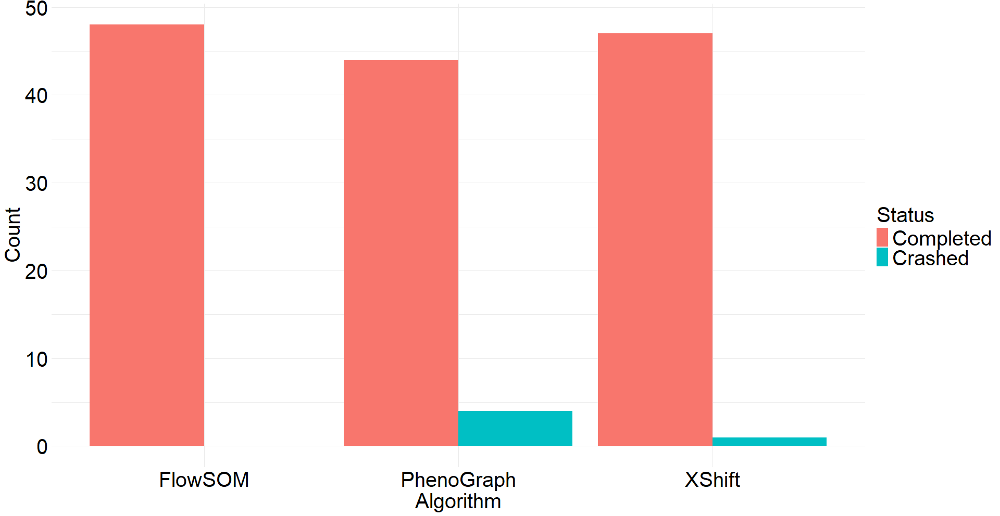 50
40
30
20
10
0
Count
FlowSOM
PhenoGraph
XShift
Algorithm
Status
Completed
Crashed